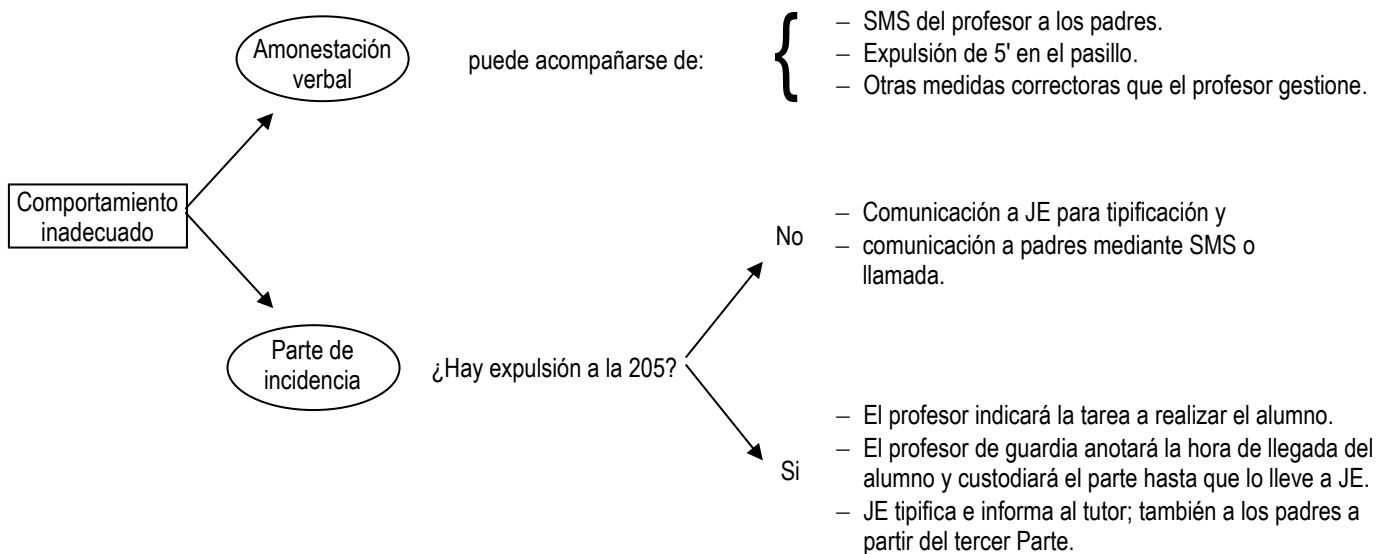 Amonestación
verbal
puede acompañarse de:
{
– SMS del profesor a los padres.
– Expulsión de 5' en el pasillo.
– Otras medidas correctoras que el profesor gestione.
Comportamiento
inadecuado
No
– Comunicación a JE para tipificación y
– comunicación a padres mediante SMS o
llamada.
Parte de
incidencia
¿Hay expulsión a la 205?
Si
– El profesor indicará la tarea a realizar el alumno.
– El profesor de guardia anotará la hora de llegada del
alumno y custodiará el parte hasta que lo lleve a JE.
– JE tipifica e informa al tutor; también a los padres a
partir del tercer Parte.